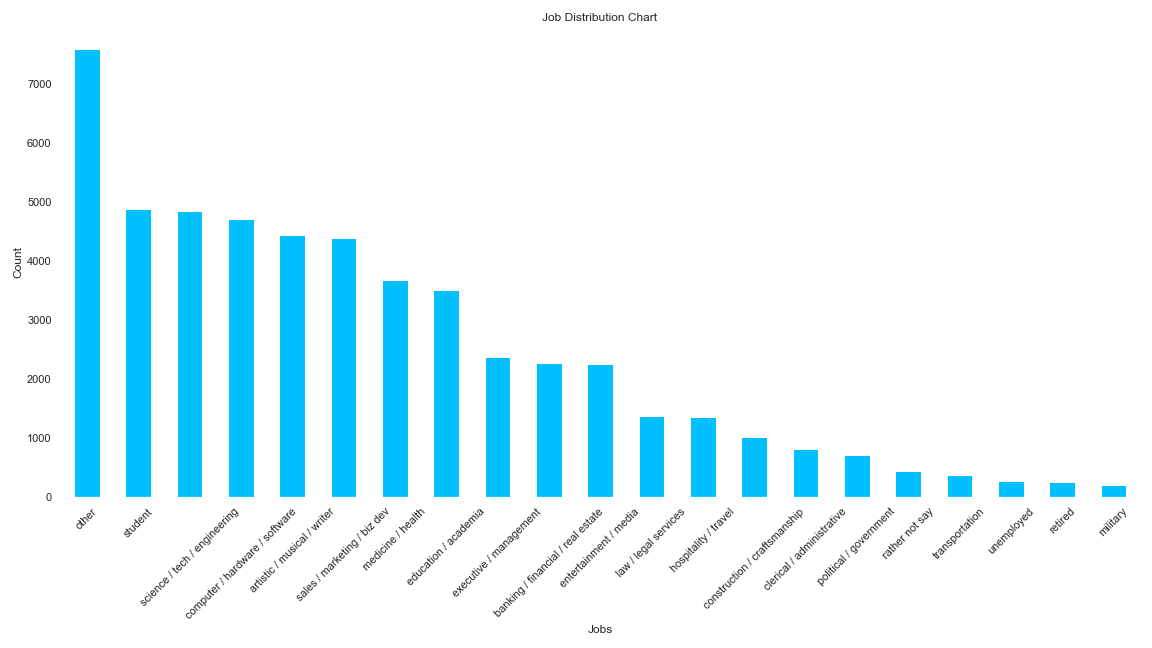 Job Distribution Chart
7000
6000
5000
4000
3000
2000
1000
0
Count
other
student
science / tech / engineering
computer / hardware / software
artistic / musical / writer
sales / marketing / biz dev
medicine / health
education / academia
executive / management
banking / financial / real estate
entertainment / media
law / legal services
hospitality / travel
construction / craftsmanship
clerical / administrative
political / government
rather not say
transportation
unemployed
retired
military
Jobs